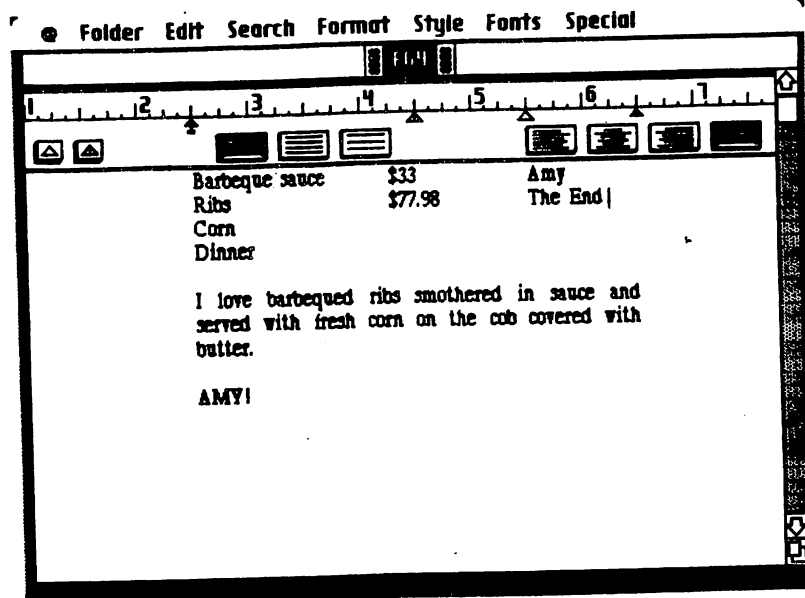 Folder Edit Search Format Style Fonts Special
Amy
1 2 3 4 5 6 7
Barbeque sauce $33 Amy
Ribs $77.98 The End
Corn
Dinner
I love barbequed ribs smothered in sauce and
served with fresh corn on the cob covered with
butter.
AMY!